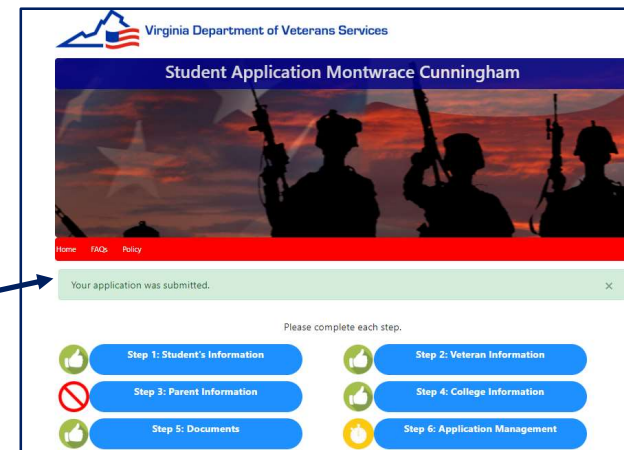 Virginia Department of Veterans Services
Student Application Montwrace Cunningham
Home FAQs Policy
Your application was submitted. ×
Please complete each step.
Step 1: Student's Information
Step 2: Veteran Information
Step 3: Parent Information
Step 4: College Information
Step 5: Documents
Step 6: Application Management